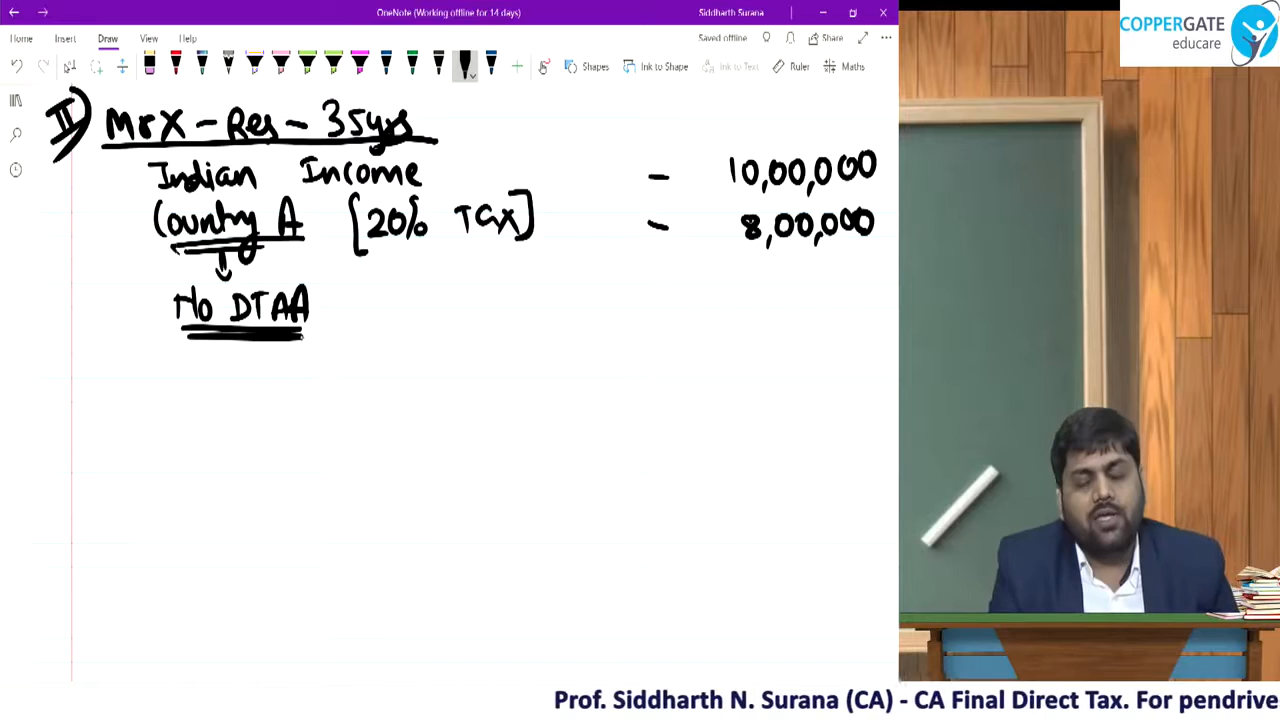 OneNote (Working offline for 14 days)
Siddharth Surana
Home Insert Draw View Help
Saved offline Share
Shapes Ink to Shape Ink to Text Ruler Maths
COPPERGATE
educare
II) Mr X - Res - 35yrs
Indian Income - 10,00,000
Country A [20% Tax] - 8,00,000
No DTAA
Prof. Siddharth N. Surana (CA) - CA Final Direct Tax. For pendrive